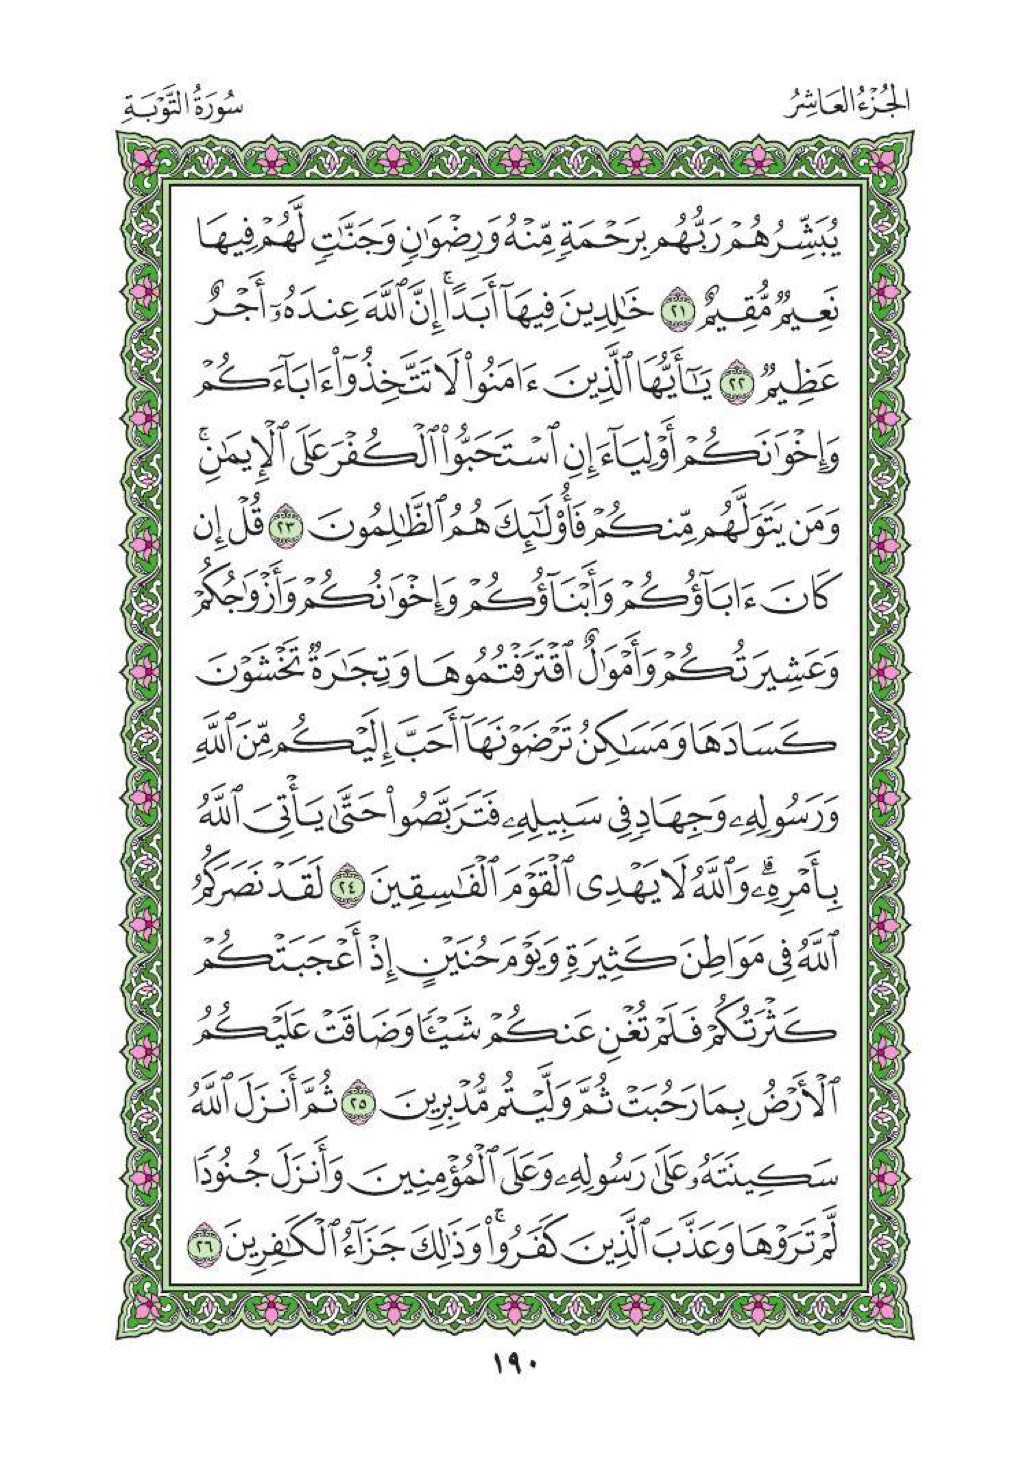 الجُزْءُ العَاشِرُ
سُورَةُ التَّوْبَةِ
يُبَشِّرُهُمْ رَبُّهُم بِرَحْمَةٍ مِّنْهُ وَرِضْوَٰنٍ وَجَنَّٰتٍ لَّهُمْ فِيهَا
نَعِيمٌ مُّقِيمٌ ٢١ خَٰلِدِينَ فِيهَآ أَبَدًا ۚ إِنَّ ٱللَّهَ عِندَهُۥٓ أَجْرٌ
عَظِيمٌ ٢٢ يَٰٓأَيُّهَا ٱلَّذِينَ ءَامَنُوا۟ لَا تَتَّخِذُوٓا۟ ءَابَآءَكُمْ
وَإِخْوَٰنَكُمْ أَوْلِيَآءَ إِنِ ٱسْتَحَبُّوا۟ ٱلْكُفْرَ عَلَى ٱلْإِيمَٰنِ ۚ
وَمَن يَتَوَلَّهُم مِّنكُمْ فَأُو۟لَٰٓئِكَ هُمُ ٱلظَّٰلِمُونَ ٢٣ قُلْ إِن
كَانَ ءَابَآؤُكُمْ وَأَبْنَآؤُكُمْ وَإِخْوَٰنُكُمْ وَأَزْوَٰجُكُمْ
وَعَشِيرَتُكُمْ وَأَمْوَٰلٌ ٱقْتَرَفْتُمُوهَا وَتِجَٰرَةٌ تَخْشَوْنَ
كَسَادَهَا وَمَسَٰكِنُ تَرْضَوْنَهَآ أَحَبَّ إِلَيْكُم مِّنَ ٱللَّهِ
وَرَسُولِهِۦ وَجِهَادٍ فِى سَبِيلِهِۦ فَتَرَبَّصُوا۟ حَتَّىٰ يَأْتِىَ ٱللَّهُ
بِأَمْرِهِۦ ۗ وَٱللَّهُ لَا يَهْدِى ٱلْقَوْمَ ٱلْفَٰسِقِينَ ٢٤ لَقَدْ نَصَرَكُمُ
ٱللَّهُ فِى مَوَاطِنَ كَثِيرَةٍ وَيَوْمَ حُنَيْنٍ إِذْ أَعْجَبَتْكُمْ
كَثْرَتُكُمْ فَلَمْ تُغْنِ عَنكُمْ شَيْـًٔا وَضَاقَتْ عَلَيْكُمُ
ٱلْأَرْضُ بِمَا رَحُبَتْ ثُمَّ وَلَّيْتُم مُّدْبِرِينَ ٢٥ ثُمَّ أَنزَلَ ٱللَّهُ
سَكِينَتَهُۥ عَلَىٰ رَسُولِهِۦ وَعَلَى ٱلْمُؤْمِنِينَ وَأَنزَلَ جُنُودًا
لَّمْ تَرَوْهَا وَعَذَّبَ ٱلَّذِينَ كَفَرُوا۟ ۚ وَذَٰلِكَ جَزَآءُ ٱلْكَٰفِرِينَ ٢٦
١٩٠